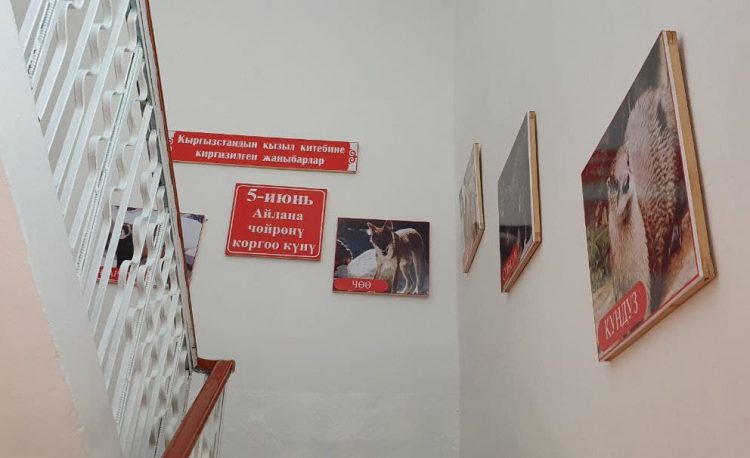 Кыргызстандын кызыл китебине
киргизилген жаныбарлар
5-июнь
Айлана
чөйрөнү
коргоо күнү
ЧӨӨ
КУНДУЗ